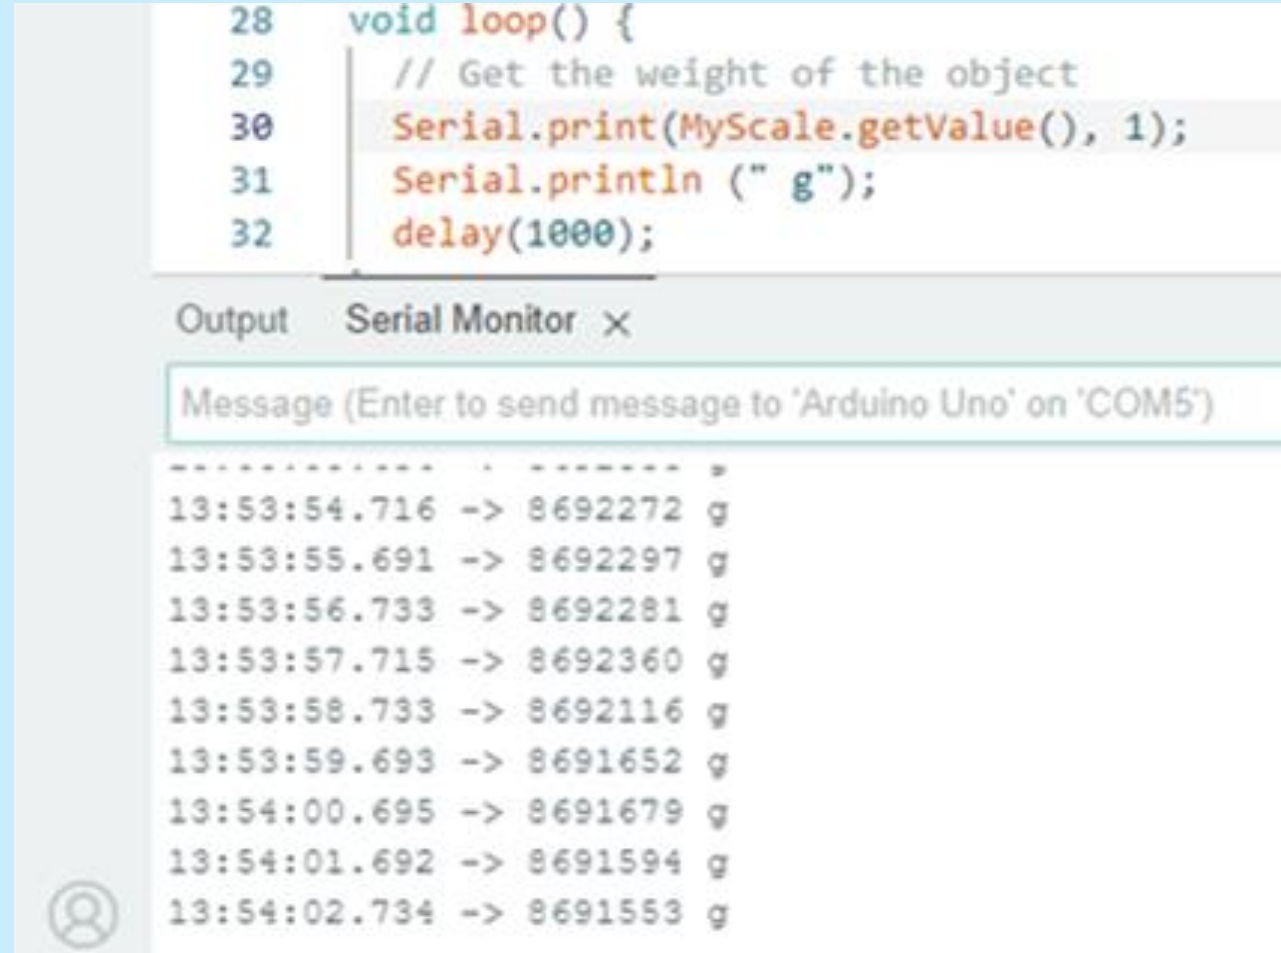 28 void loop() {
29 // Get the weight of the object
30 Serial.print(MyScale.getValue(), 1);
31 Serial.println (" g");
32 delay(1000);
Output Serial Monitor ×
Message (Enter to send message to 'Arduino Uno' on 'COM5')
13:53:54.716 -> 8692272 g
13:53:55.691 -> 8692297 g
13:53:56.733 -> 8692281 g
13:53:57.715 -> 8692360 g
13:53:58.733 -> 8692116 g
13:53:59.693 -> 8691652 g
13:54:00.695 -> 8691679 g
13:54:01.692 -> 8691594 g
13:54:02.734 -> 8691553 g